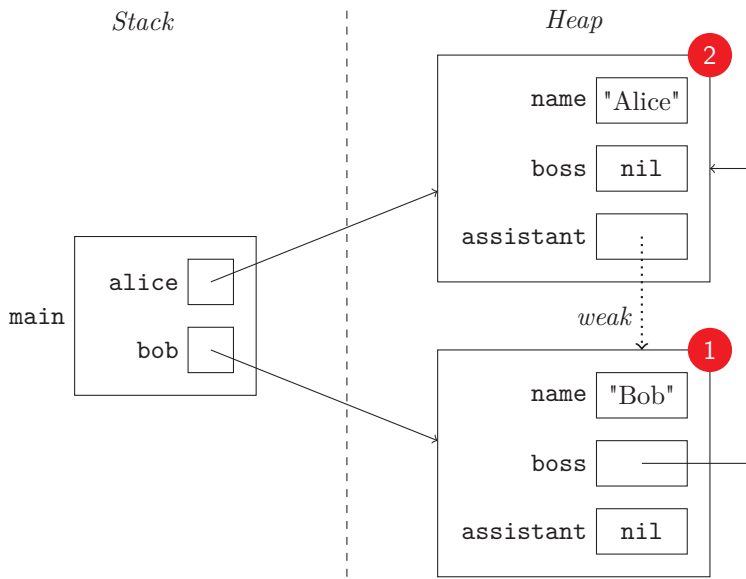 Stack
Heap
2
name "Alice"
boss nil
assistant
main
alice
bob
weak
1
name "Bob"
boss
assistant nil